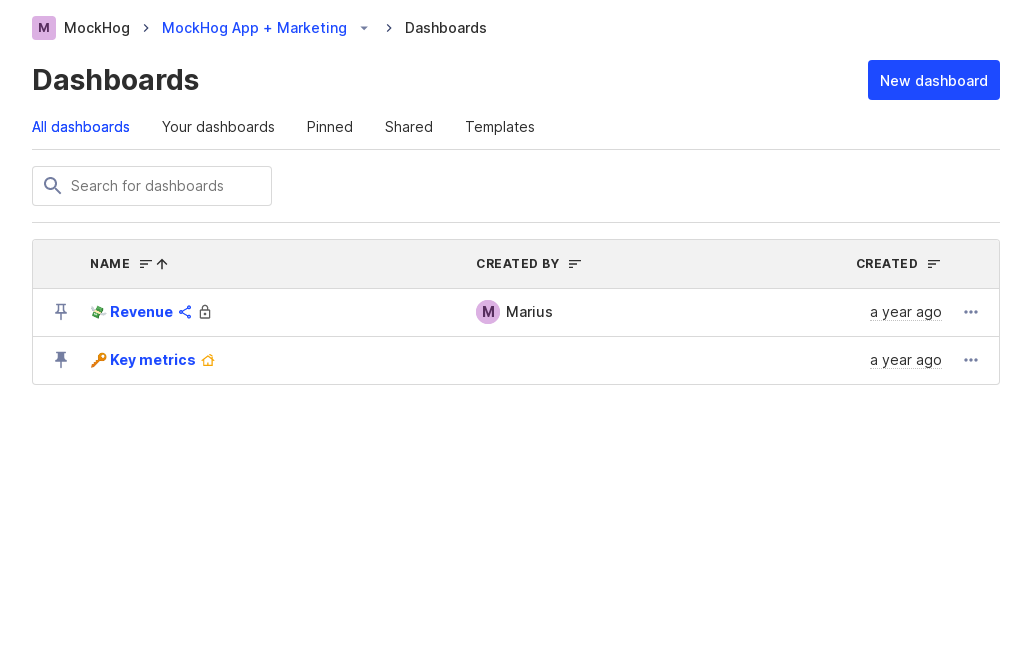 M MockHog > MockHog App + Marketing > Dashboards
Dashboards
New dashboard
All dashboards Your dashboards Pinned Shared Templates
Search for dashboards
NAME CREATED BY CREATED
💸 Revenue M Marius a year ago
🔑 Key metrics a year ago